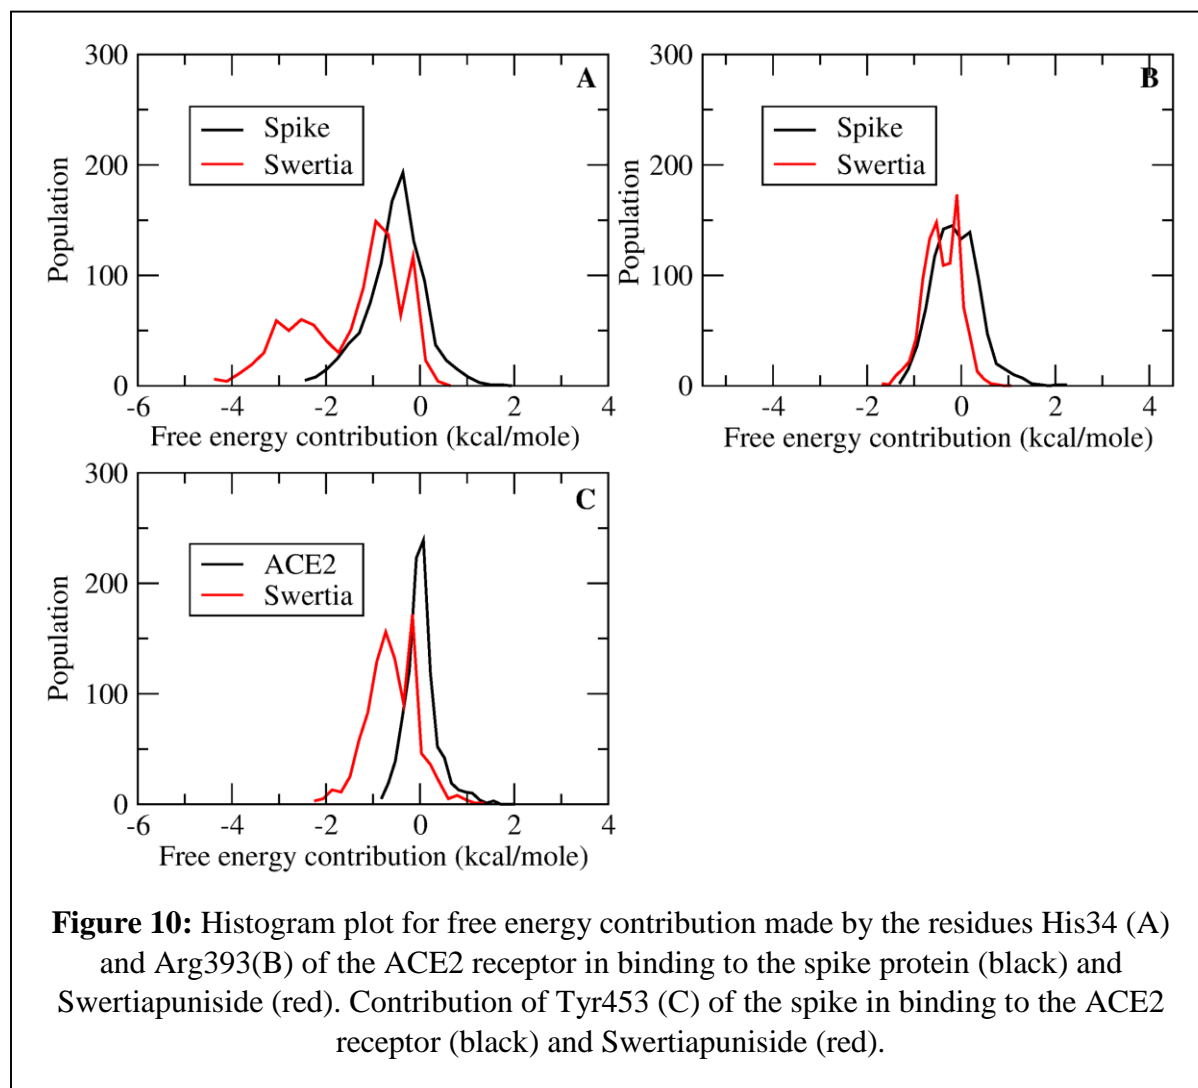 300
A
Spike
Swertia
200
Population
100
0
-6 -4 -2 0 2 4
Free energy contribution (kcal/mole)
300
B
Spike
Swertia
200
Population
100
0
-4 -2 0 2 4
Free energy contribution (kcal/mole)
300
C
ACE2
Swertia
200
Population
100
0
-6 -4 -2 0 2 4
Free energy contribution (kcal/mole)
Figure 10: Histogram plot for free energy contribution made by the residues His34 (A)
and Arg393(B) of the ACE2 receptor in binding to the spike protein (black) and
Swertiapuniside (red). Contribution of Tyr453 (C) of the spike in binding to the ACE2
receptor (black) and Swertiapuniside (red).